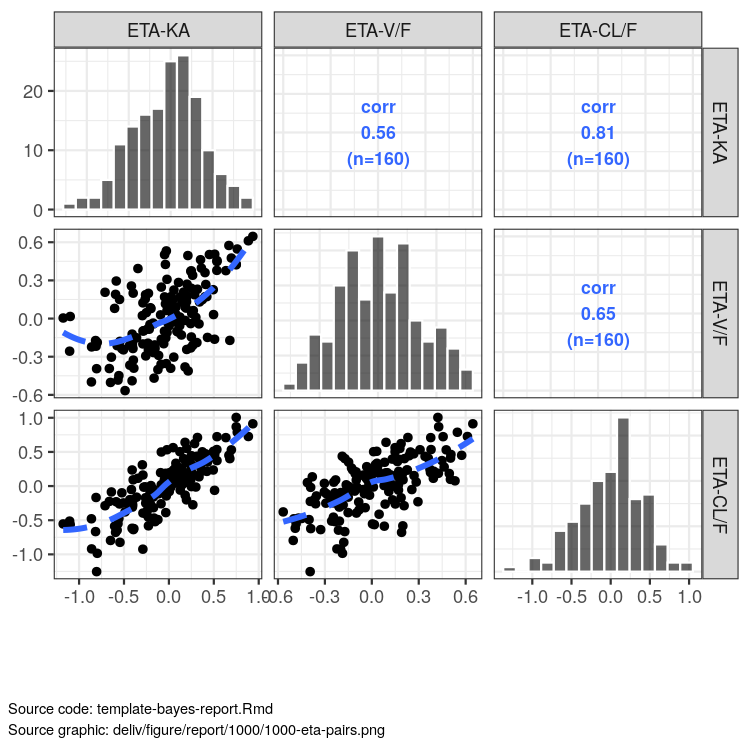 ETA-KA ETA-V/F ETA-CL/F
20
10
0
corr
0.56
(n=160)
corr
0.81
(n=160)
ETA-KA
0.6
0.3
0.0
-0.3
-0.6
corr
0.65
(n=160)
ETA-V/F
1.0
0.5
0.0
-0.5
-1.0
ETA-CL/F
-1.0 -0.5 0.0 0.5 1.0 -0.6 -0.3 0.0 0.3 0.6 -1.0 -0.5 0.0 0.5 1.0
Source code: template-bayes-report.Rmd
Source graphic: deliv/figure/report/1000/1000-eta-pairs.png